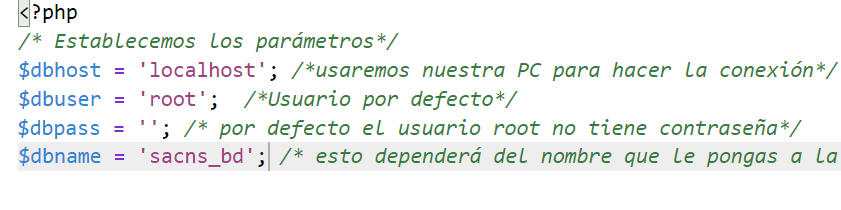 <?php
/* Establecemos los parámetros*/
$dbhost = 'localhost'; /*usaremos nuestra PC para hacer la conexión*/
$dbuser = 'root';  /*Usuario por defecto*/
$dbpass = ''; /* por defecto el usuario root no tiene contraseña*/
$dbname = 'sacns_bd'; /* esto dependerá del nombre que le pongas a la